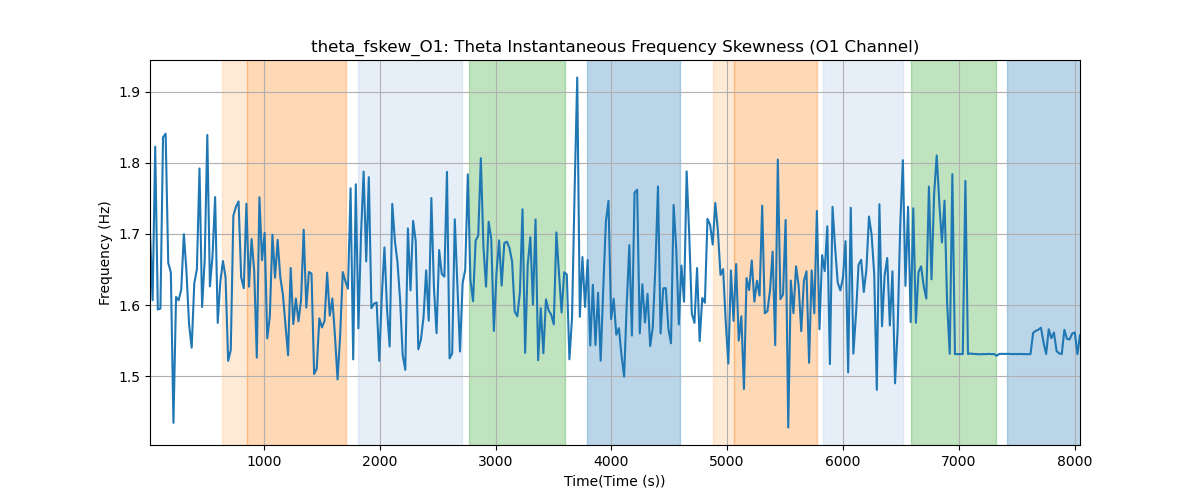 theta_fskew_O1: Theta Instantaneous Frequency Skewness (O1 Channel)
Frequency (Hz)
1.9
1.8
1.7
1.6
1.5
1000 2000 3000 4000 5000 6000 7000 8000
Time(Time (s))